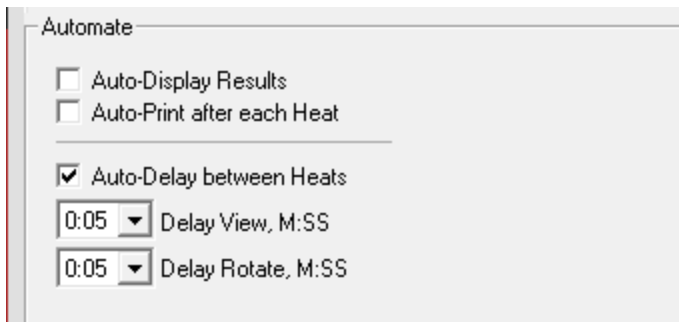 Automate
Auto-Display Results
Auto-Print after each Heat
Auto-Delay between Heats
0:05 Delay View, M:SS
0:05 Delay Rotate, M:SS